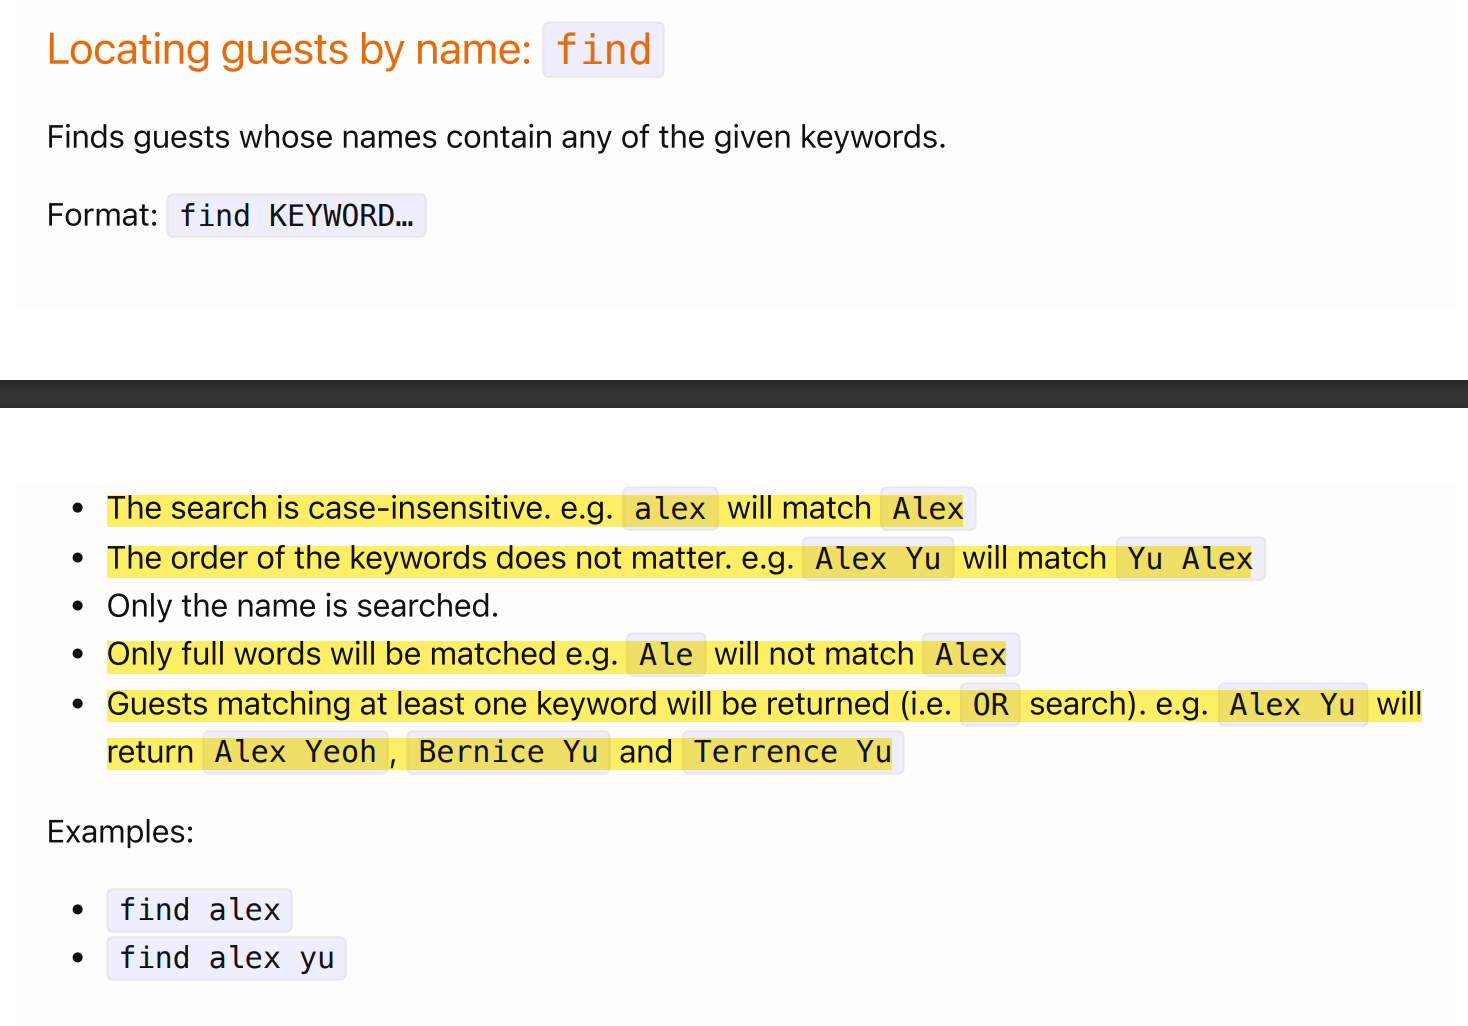 Locating guests by name: find
Finds guests whose names contain any of the given keywords.
Format: find KEYWORD…
• The search is case-insensitive. e.g. alex will match Alex
• The order of the keywords does not matter. e.g. Alex Yu will match Yu Alex
• Only the name is searched.
• Only full words will be matched e.g. Ale will not match Alex
• Guests matching at least one keyword will be returned (i.e. OR search). e.g. Alex Yu will
return Alex Yeoh, Bernice Yu and Terrence Yu
Examples:
• find alex
• find alex yu